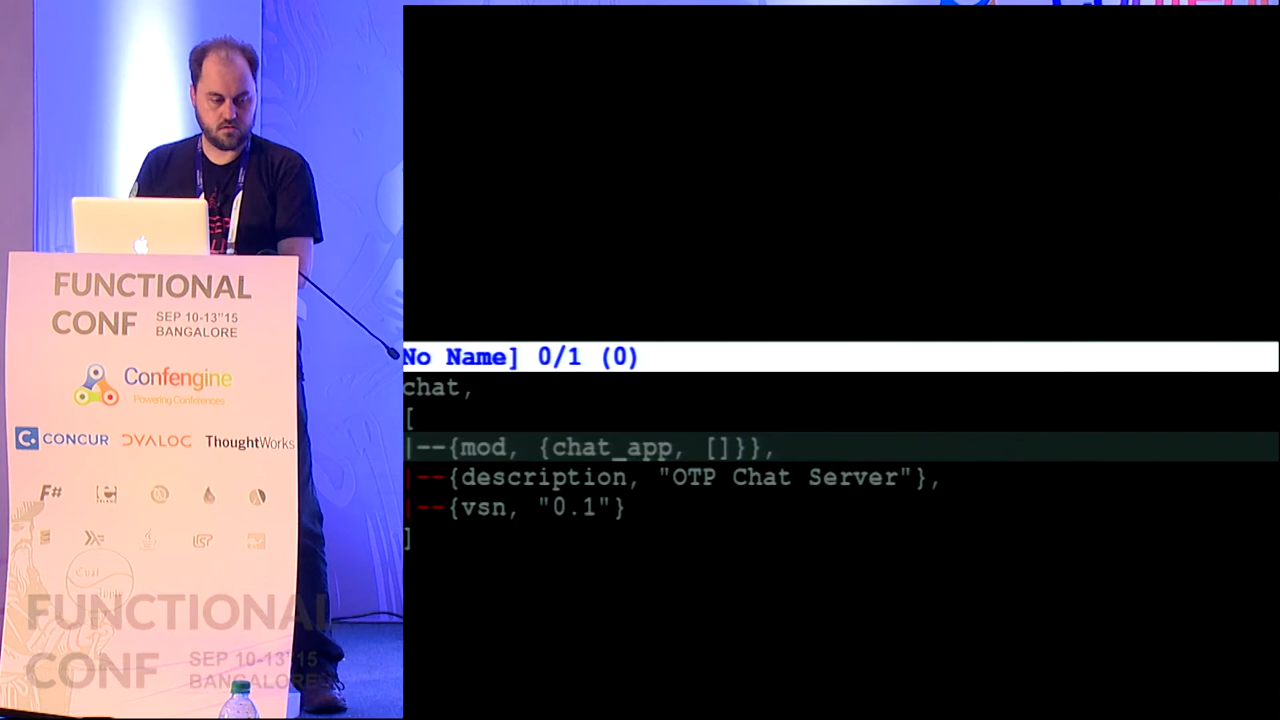 FUNCTIONAL
CONF
SEP 10-13"15
BANGALORE
Confengine
Powering Conferences
CONCUR
DVALOC
ThoughtWorks
F#
FUNCTIONAL
CONF
SEP 10-13"15
BANGALORE
No Name] 0/1 (0)
chat,
[
|--{mod, {chat_app, []}},
|--{description, "OTP Chat Server"},
|--{vsn, "0.1"}
]